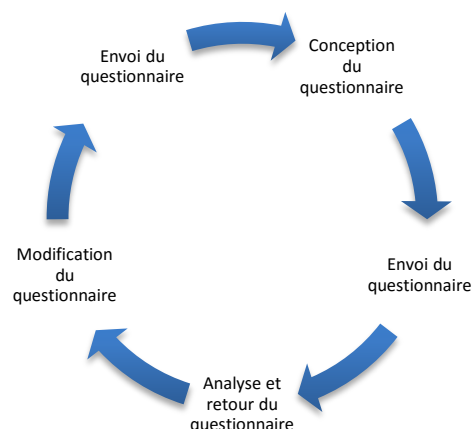 Envoi du
questionnaire
Conception
du
questionnaire
Envoi du
questionnaire
Analyse et
retour du
questionnaire
Modification
du
questionnaire